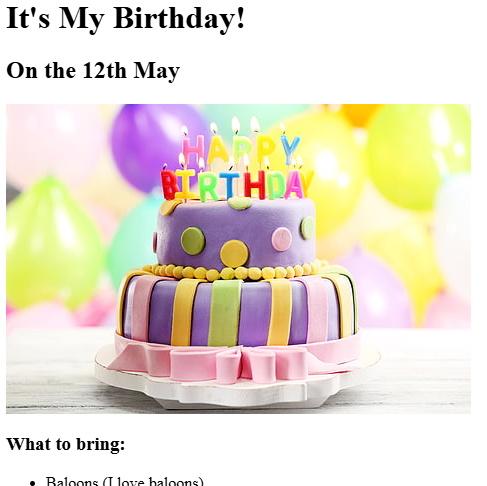 It's My Birthday!
On the 12th May
HAPPY
BIRTHDAY
What to bring:
Baloons (I love baloons)